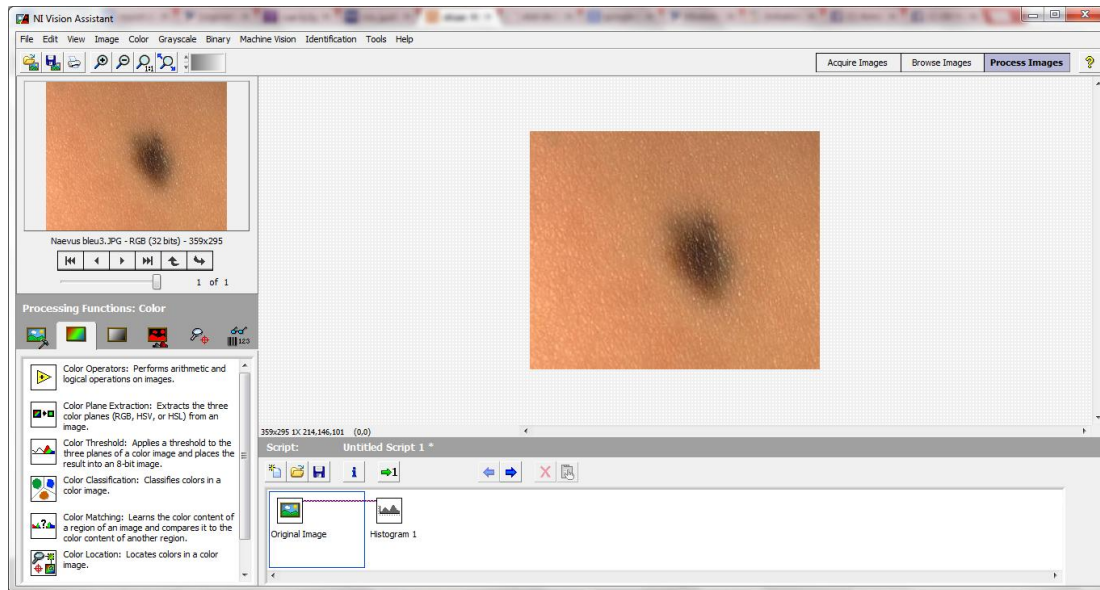 NI Vision Assistant
File Edit View Image Color Grayscale Binary Machine Vision Identification Tools Help
1:1
Acquire Images Browse Images Process Images ?
Naevus bleu3.JPG - RGB (32 bits) - 359x295
1 of 1
Processing Functions: Color
123
Color Operators: Performs arithmetic and
logical operations on images.
Color Plane Extraction: Extracts the three
color planes (RGB, HSV, or HSL) from an
image.
Color Threshold: Applies a threshold to the
three planes of a color image and places the
result into an 8-bit image.
Color Classification: Classifies colors in a
color image.
Color Matching: Learns the color content of
a region of an image and compares it to the
color content of another region.
Color Location: Locates colors in a color
image.
359x295 1X 214,146,101 (0,0)
Script: Untitled Script 1 *
i 1 X
Original Image Histogram 1